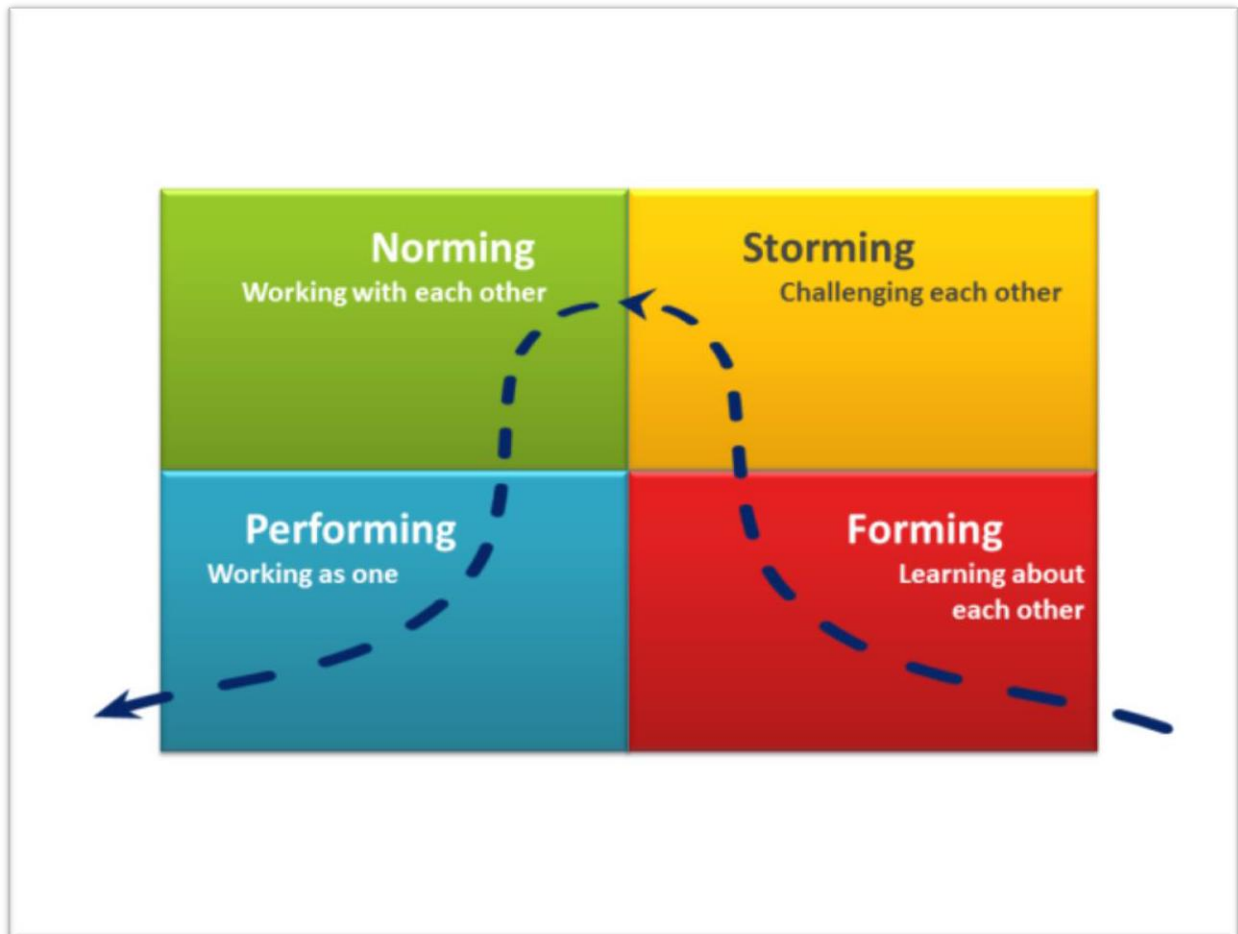 Norming
Working with each other
Storming
Challenging each other
Performing
Working as one
Forming
Learning about
each other